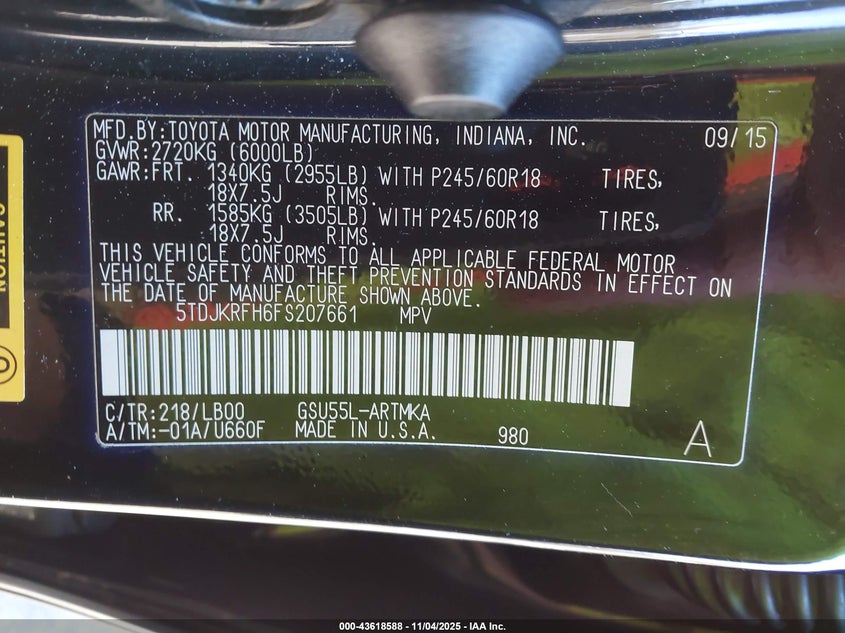 MFD.BY:TOYOTA MOTOR MANUFACTURING, INDIANA, INC. 09/15
GVWR:2720KG (6000LB)
GAWR:FRT. 1340KG (2955LB) WITH P245/60R18 TIRES,
18X7.5J RIMS.
RR. 1585KG (3505LB) WITH P245/60R18 TIRES,
18X7.5J RIMS.
THIS VEHICLE CONFORMS TO ALL APPLICABLE FEDERAL MOTOR
VEHICLE SAFETY AND THEFT PREVENTION STANDARDS IN EFFECT ON
THE DATE OF MANUFACTURE SHOWN ABOVE.
5TDJKRFH6FS207661 MPV
C/TR:218/LB00 GSU55L-ARTMKA
A/TM:-01A/U660F MADE IN U.S.A. 980 A
CAUTION
000-43618588 - 11/04/2025 - IAA Inc.